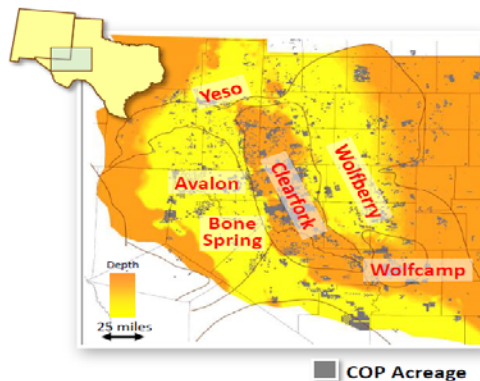 Yeso
Avalon
Clearfork
Wolfberry
Bone
Spring
Wolfcamp
Depth
25 miles
COP Acreage